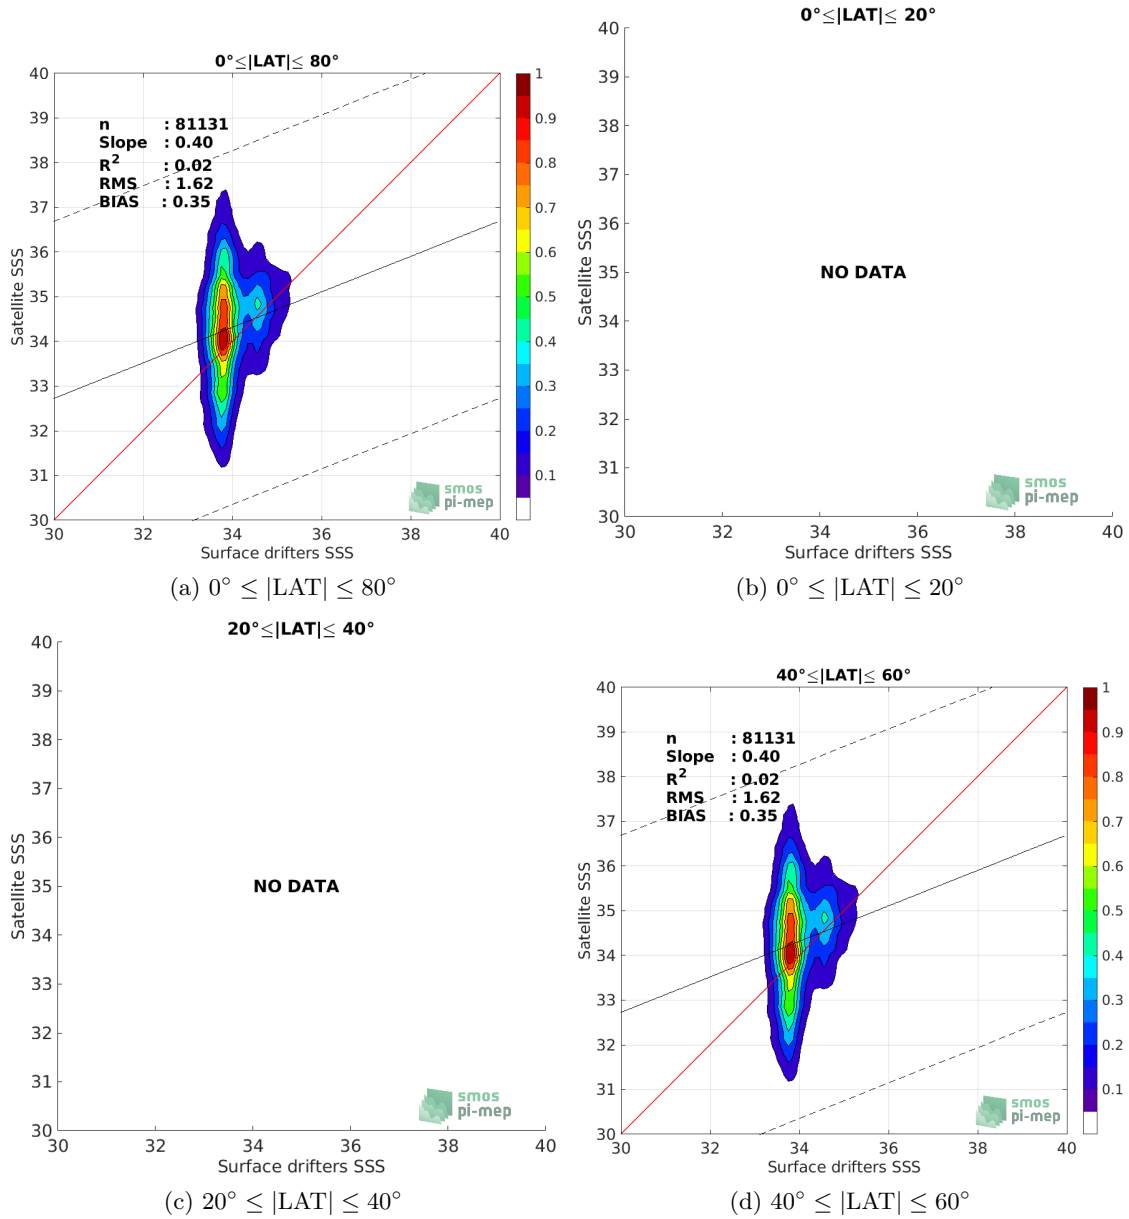 0°≤|LAT|≤ 80°
40
39
38
37
36
35
34
33
32
31
30
n : 81131
Slope : 0.40
R² : 0.02
RMS : 1.62
BIAS : 0.35
smos
pi-mep
30 32 34 36 38 40
Surface drifters SSS
Satellite SSS
1
0.9
0.8
0.7
0.6
0.5
0.4
0.3
0.2
0.1
(a) 0° ≤ |LAT| ≤ 80°
0°≤|LAT|≤ 20°
40
39
38
37
36
35
34
33
32
31
30
NO DATA
smos
pi-mep
30 32 34 36 38 40
Surface drifters SSS
Satellite SSS
(b) 0° ≤ |LAT| ≤ 20°
20°≤|LAT|≤ 40°
40
39
38
37
36
35
34
33
32
31
30
NO DATA
smos
pi-mep
30 32 34 36 38 40
Surface drifters SSS
Satellite SSS
(c) 20° ≤ |LAT| ≤ 40°
40°≤|LAT|≤ 60°
40
39
38
37
36
35
34
33
32
31
30
n : 81131
Slope : 0.40
R² : 0.02
RMS : 1.62
BIAS : 0.35
smos
pi-mep
30 32 34 36 38 40
Surface drifters SSS
Satellite SSS
1
0.9
0.8
0.7
0.6
0.5
0.4
0.3
0.2
0.1
(d) 40° ≤ |LAT| ≤ 60°